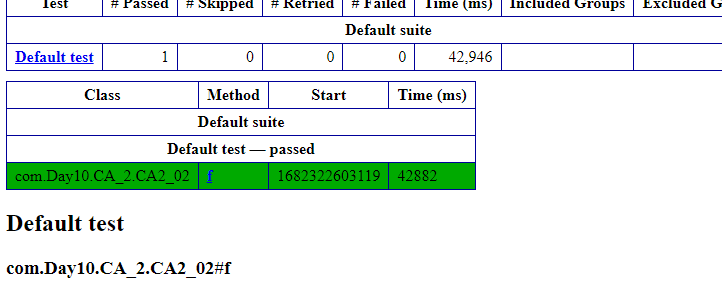 Test # Passed # Skipped # Retried # Failed Time (ms) Included Groups Excluded G
Default suite
Default test 1 0 0 0 42,946
Class Method Start Time (ms)
Default suite
Default test — passed
com.Day10.CA_2.CA2_02 f 1682322603119 42882
Default test
com.Day10.CA_2.CA2_02#f